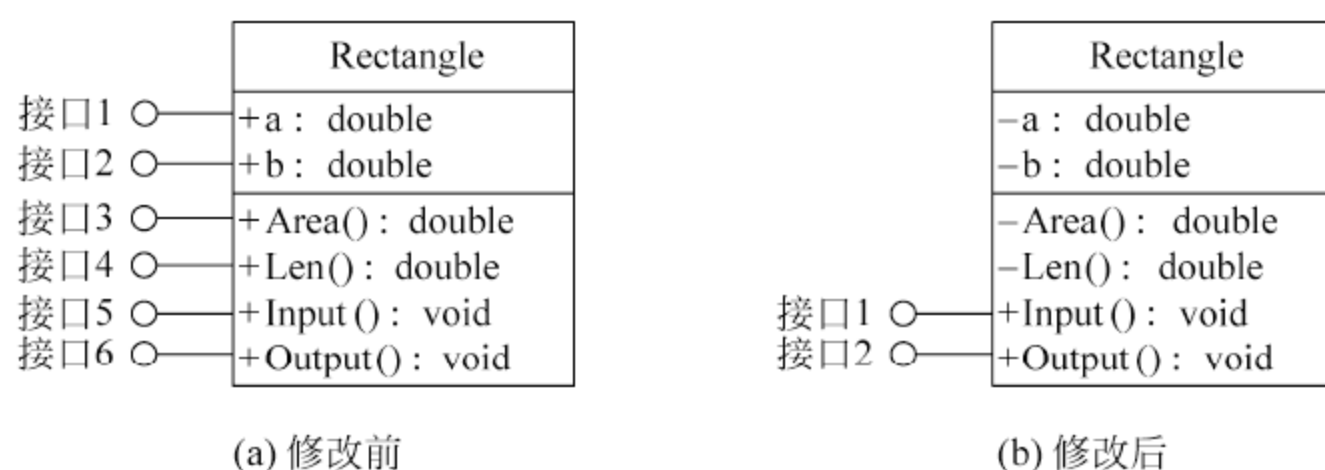 Rectangle
接口1 +a： double
接口2 +b： double
接口3 +Area()： double
接口4 +Len()： double
接口5 +Input ()： void
接口6 +Output()： void
(a) 修改前
Rectangle
−a： double
−b： double
−Area()： double
−Len()： double
接口1 +Input ()： void
接口2 +Output ()： void
(b) 修改后